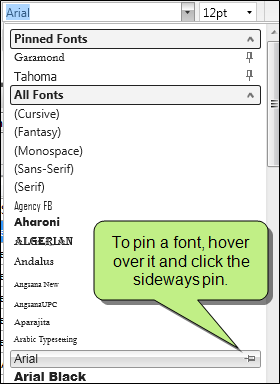 Arial 12pt
Pinned Fonts
Garamond
Tahoma
All Fonts
(Cursive)
(Fantasy)
(Monospace)
(Sans-Serif)
(Serif)
Agency FB
Aharoni
ALGERIAN
Andalus
Angsana New
AngsanaUPC
Aparajita
Arabic Typesetting
To pin a font, hover
over it and click the
sideways pin.
Arial
Arial Black